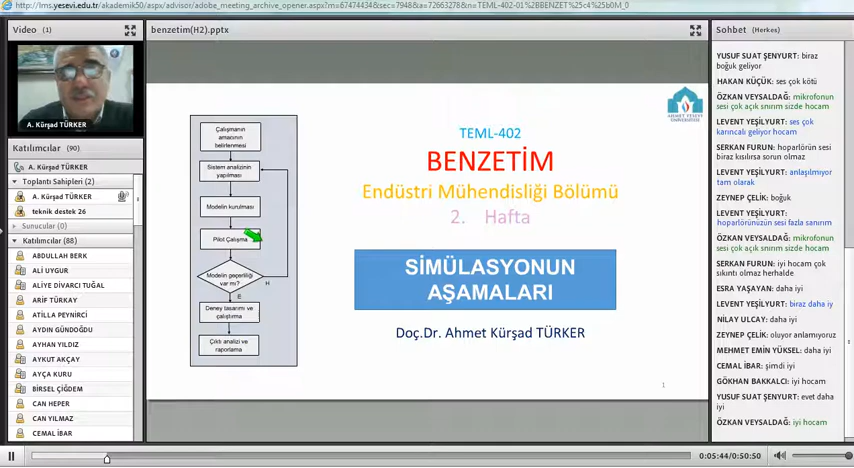 http://lms.yesevi.edu.tr/akademik50/aspx/advisor/adobe_meeting_archive_opener.aspx?m=67474434&sec=7948&a=72663278&n=TEML-402-01%2BBENZET%25c4%25b0M_0
Video (1)
A. Kürşad TÜRKER
Katılımcılar (90)
A. Kürşad TÜRKER
Toplantı Sahipleri (2)
A. Kürşad TÜRKER
teknik destek 26
Sunucular (0)
Katılımcılar (88)
ABDULLAH BERK
ALİ UYGUR
ALİYE DİVARCI TUĞAL
ARİF TÜRKAY
ATİLLA PEYNİRCİ
AYDIN GÜNDOĞDU
AYHAN YILDIZ
AYKUT AKÇAY
AYÇA KURU
BİRSEL ÇİĞDEM
CAN HEPER
CAN YILMAZ
CEMAL İBAR
benzetim(H2).pptx
Çalışmanın
amacının
belirlenmesi
Sistem analizinin
yapılması
Modelin kurulması
Pilot Çalışma
Modelin geçerliliği
var mı?
H
E
Deney tasarımı ve
çalıştırma
Çıktı analizi ve
raporlama
TEML-402
BENZETİM
Endüstri Mühendisliği Bölümü
2. Hafta
SİMÜLASYONUN
AŞAMALARI
Doç.Dr. Ahmet Kürşad TÜRKER
1
Sohbet (Herkes)
YUSUF SUAT ŞENYURT: biraz
boğuk geliyor
HAKAN KÜÇÜK: ses çok kötü
ÖZKAN VEYSALDAĞ: mikrofonun
sesi çok açık sınırım sizde hocam
LEVENT YEŞİLYURT: ses çok
karıncalı geliyor hocam
SERKAN FURUN: hoparlörün sesi
biraz kısılırsa sorun olmaz
LEVENT YEŞİLYURT: anlaşılmıyor
tam olarak
ZEYNEP ÇELİK: boğuk
LEVENT YEŞİLYURT:
hoparlörünüzün sesi fazla sanırım
ÖZKAN VEYSALDAĞ: mikrofonun
sesi çok açık sınırım sizde hocam
SERKAN FURUN: iyi hocam çok
sıkıntı olmaz herhalde
ESRA YAŞAYAN: daha iyi
LEVENT YEŞİLYURT: biraz daha iy
NİLAY ULCAY: daha iyi
ZEYNEP ÇELİK: oluyor anlamıyoruz
MEHMET EMİN YÜKSEL: daha iyi
CEMAL İBAR: şimdi iyi
GÖKHAN BAKKALCI: iyi hocam
YUSUF SUAT ŞENYURT: evet daha
iyi
ÖZKAN VEYSALDAĞ: iyi hocam
0:05:44/0:50:50